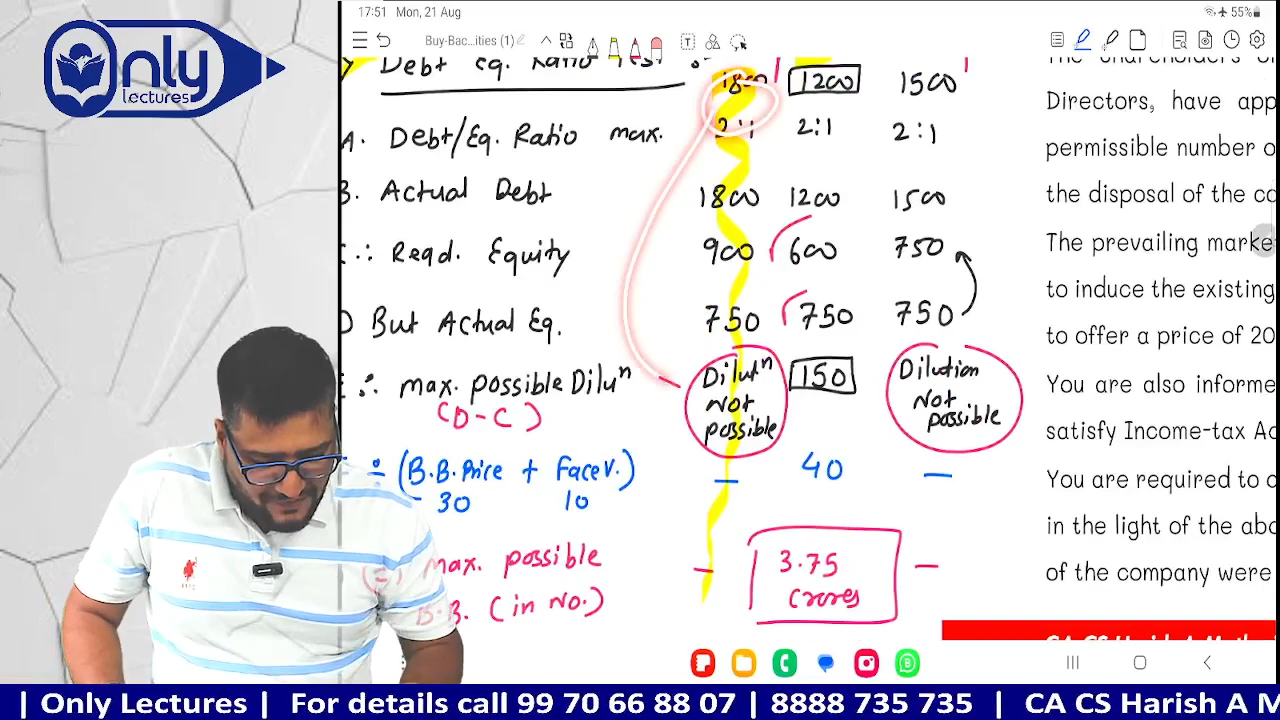 17:51 Mon, 21 Aug
55%
Only
lectures
Buy-Bac...ities (1)
Debt Eq. Ratio Test :-
1800 1200 1500
A. Debt/Eq. Ratio max. 2:1 2:1 2:1
B. Actual Debt 1800 1200 1500
∴ Reqd. Equity 900 600 750
But Actual Eq. 750 750 750
∴ max. possible Diluⁿ
(D-C)
Dilutⁿ
Not
possible
150
Dilution
Not
possible
÷ (B.B. Price + Face V.) - 40 -
30 10
(=) max. possible
B.B. (in No.)
- 3.75
crores -
Directors, have app
permissible number o
the disposal of the co
The prevailing marke
to induce the existing
to offer a price of 20
You are also informe
satisfy Income-tax Ac
You are required to c
in the light of the abo
of the company were
| Only Lectures | For details call 99 70 66 88 07 | 8888 735 735 | CA CS Harish A M